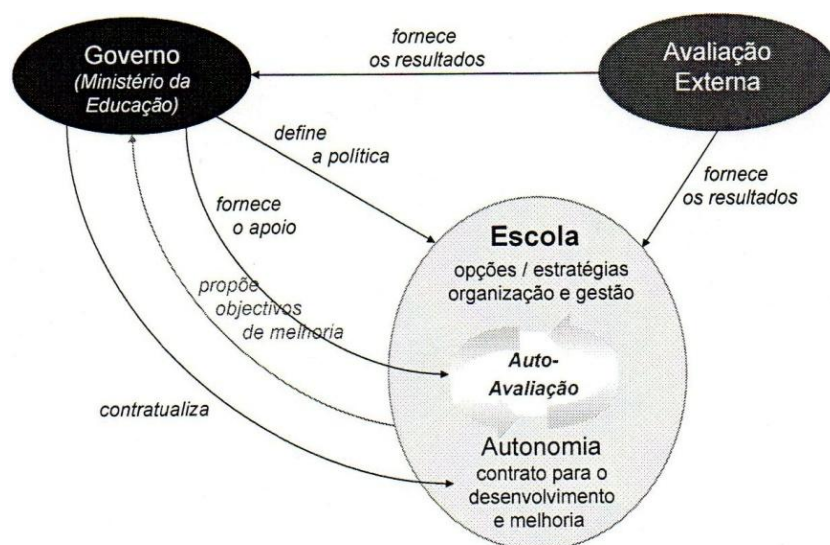 Governo
(Ministério da
Educação)
fornece
os resultados
Avaliação
Externa
define
a política
fornece
os resultados
fornece
o apoio
Escola
opções / estratégias
organização e gestão
propõe
objectivos
de melhoria
Auto-
Avaliação
contratualiza
Autonomia
contrato para o
desenvolvimento
e melhoria